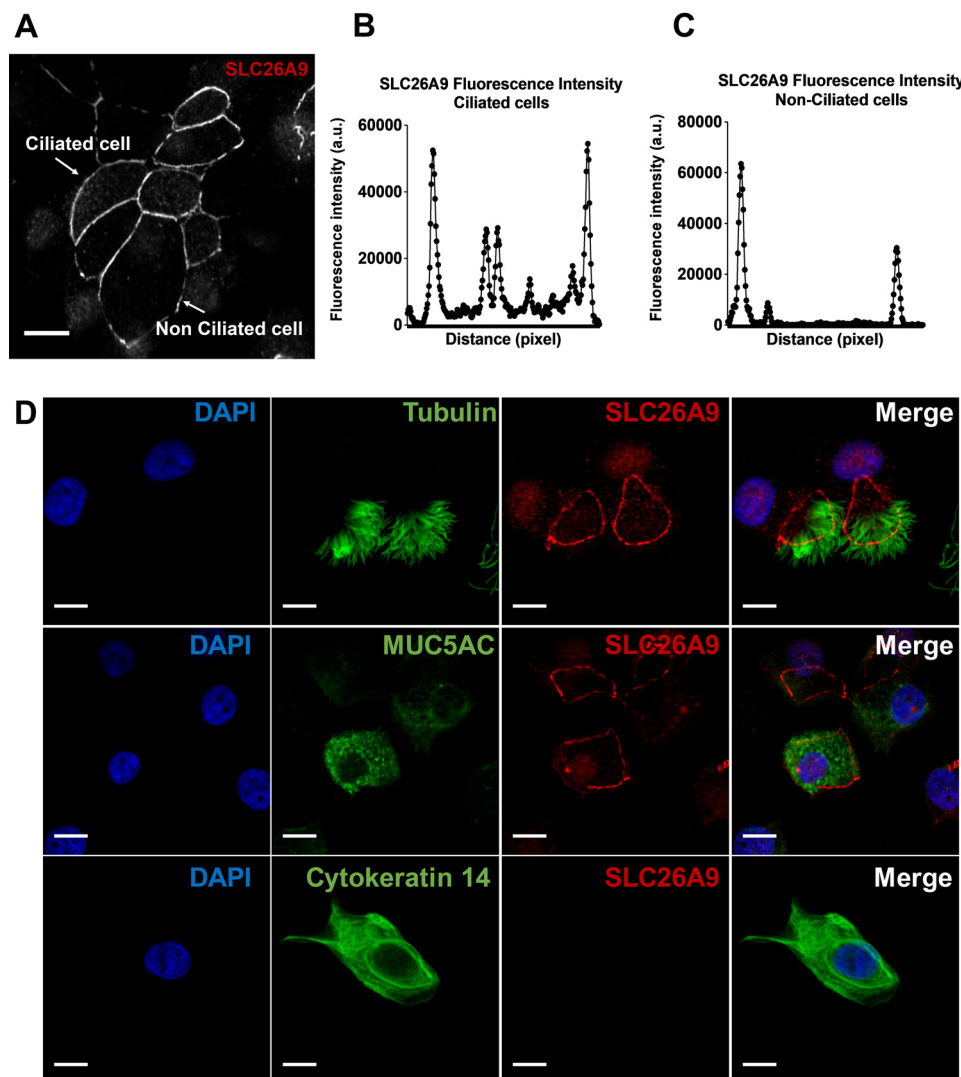 A
SLC26A9
Ciliated cell
Non Ciliated cell
B
SLC26A9 Fluorescence Intensity
Ciliated cells
Fluorescence intensity (a.u.)
60000
40000
20000
0
Distance (pixel)
C
SLC26A9 Fluorescence Intensity
Non-Ciliated cells
Fluorescence intensity (a.u.)
80000
60000
40000
20000
0
Distance (pixel)
D
DAPI
Tubulin
SLC26A9
Merge
DAPI
MUC5AC
SLC26A9
Merge
DAPI
Cytokeratin 14
SLC26A9
Merge